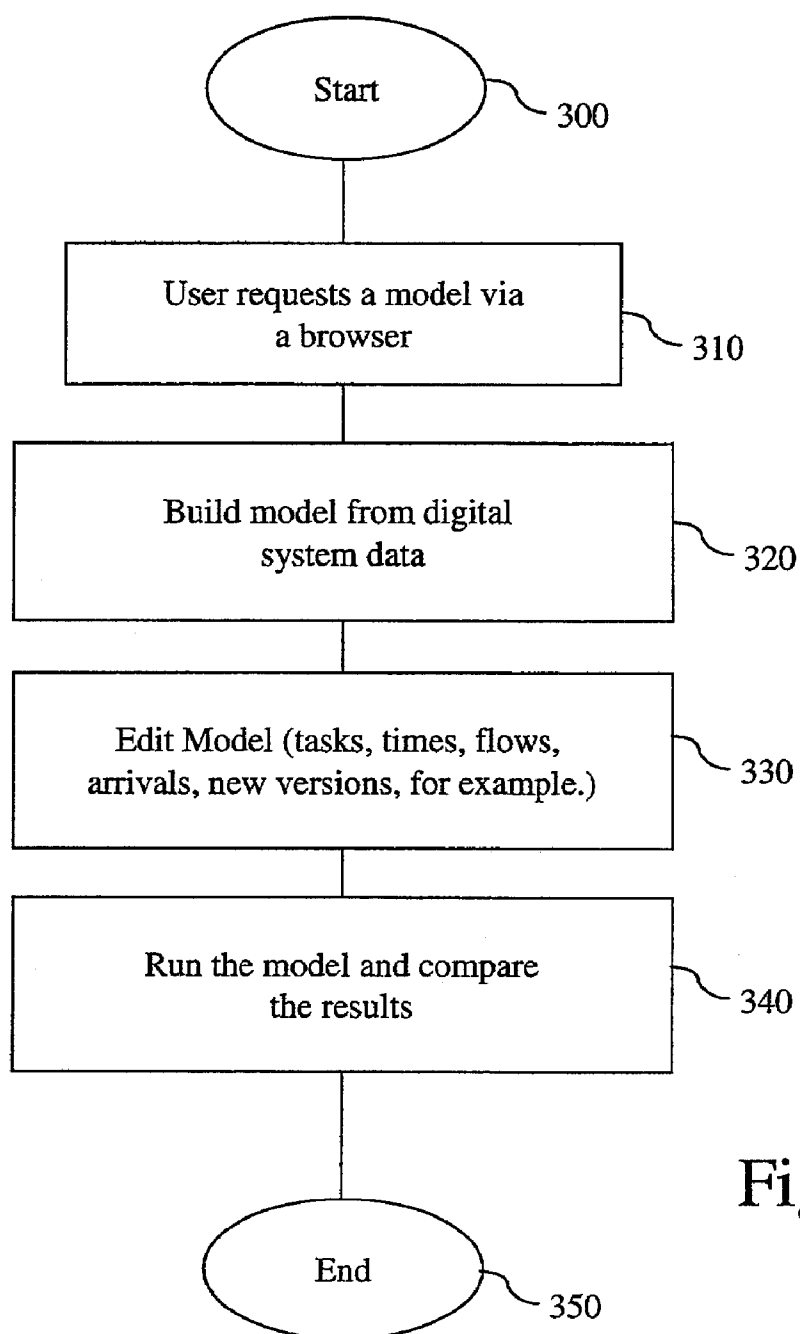 Start
300
User requests a model via
a browser
310
Build model from digital
system data
320
Edit Model (tasks, times, flows,
arrivals, new versions, for example.)
330
Run the model and compare
the results
340
End
350